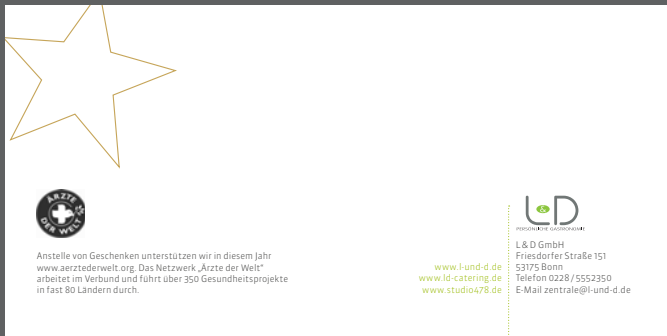 ÄRZTE
DER WELT
Anstelle von Geschenken unterstützen wir in diesem Jahr
www.aerztederwelt.org. Das Netzwerk „Ärzte der Welt“
arbeitet im Verbund und führt über 350 Gesundheitsprojekte
in fast 80 Ländern durch.
www.l-und-d.de
www.ld-catering.de
www.studio478.de
L&D
PERSÖNLICHE GASTRONOMIE
L & D GmbH
Friesdorfer Straße 151
53175 Bonn
Telefon 0228 / 5552350
E-Mail zentrale@l-und-d.de